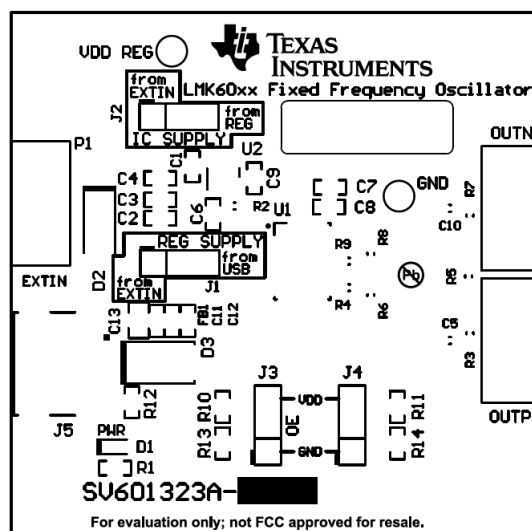 VDD REG
TEXAS
INSTRUMENTS
from
EXTIN
LMK60xx Fixed Frequency Oscillator
J2
from
REG
IC SUPPLY
P1
OUTN
C1
U2
C4
C9
C7
GND
R7
C3
C8
C2
C6
R2
U1
C10
REG SUPPLY
R9
R8
from
USB
EXTIN
D2
from
EXTIN
J1
Pb
R5
R4
R6
C13
FB1
C11
C12
C5
R3
D3
J3
J4
R12
R10
VDD
R11
OE
OUTP
J5
PWR
R13
R14
D1
GND
R1
SV601323A-
For evaluation only; not FCC approved for resale.